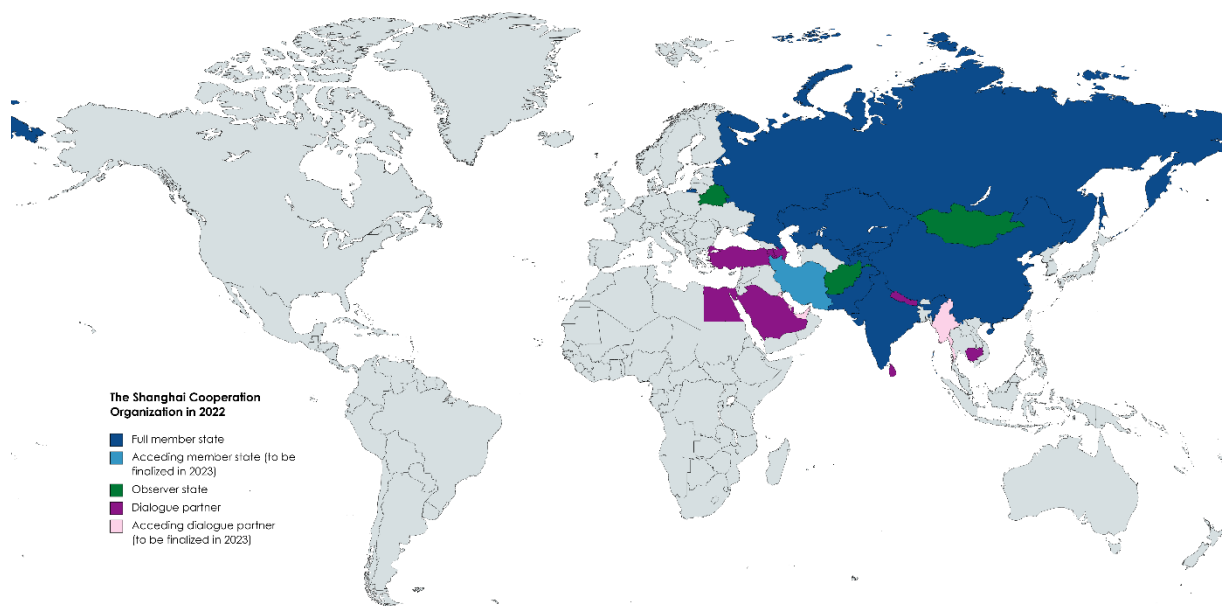 The Shanghai Cooperation
Organization in 2022
Full member state
Acceding member state (to be
finalized in 2023)
Observer state
Dialogue partner
Acceding dialogue partner
(to be finalized in 2023)